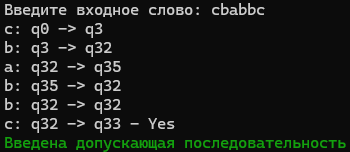 Введите входное слово: cbabbc
c: q0 -> q3
b: q3 -> q32
a: q32 -> q35
b: q35 -> q32
b: q32 -> q32
c: q32 -> q33 - Yes
Введена допускающая последовательность